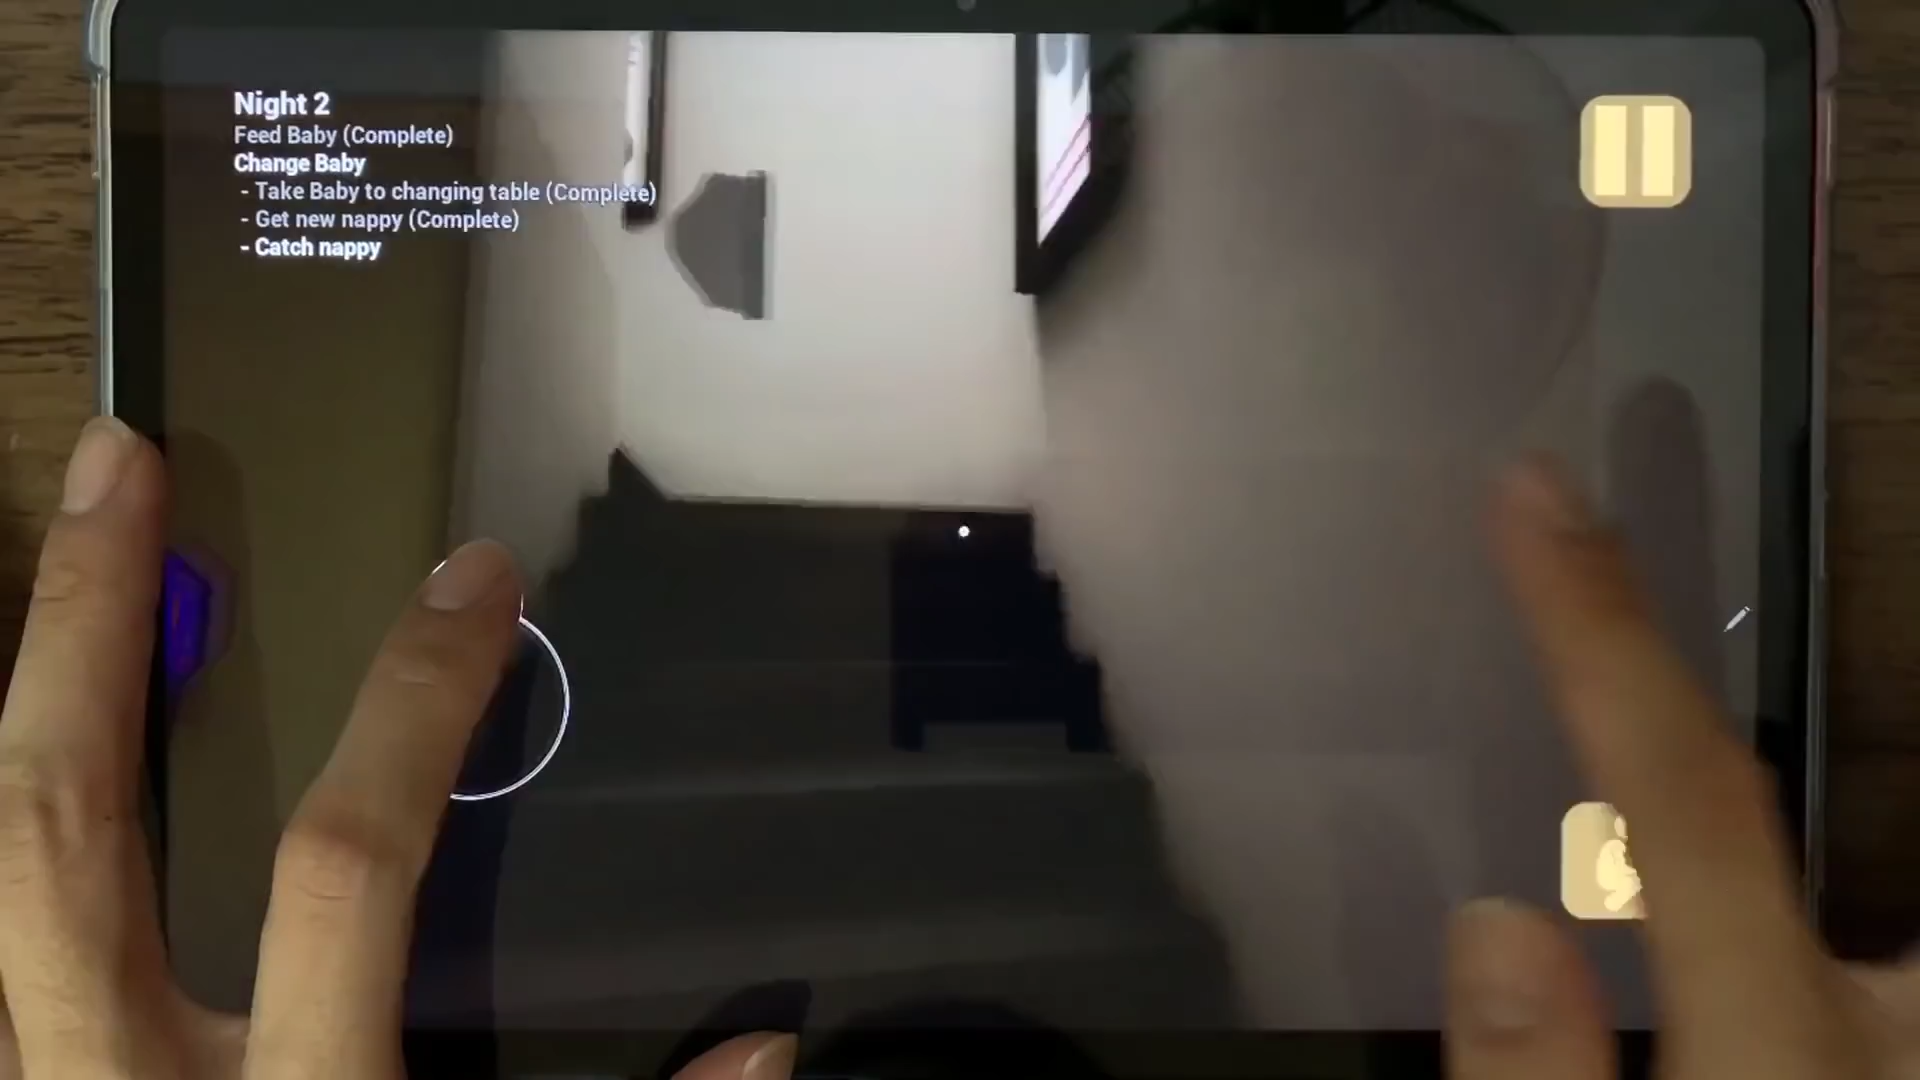 Night 2
Feed Baby (Complete)
Change Baby
- Take Baby to changing table (Complete)
- Get new nappy (Complete)
- Catch nappy